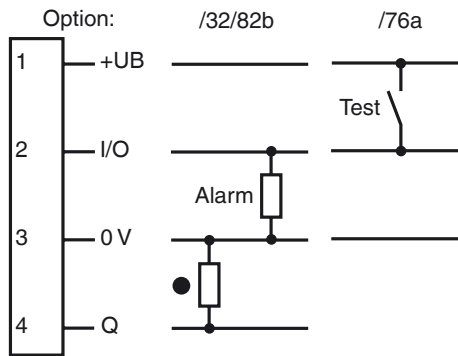 Option: /32/82b /76a
1 +UB
Test
2 I/O
Alarm
3 0 V
4 Q